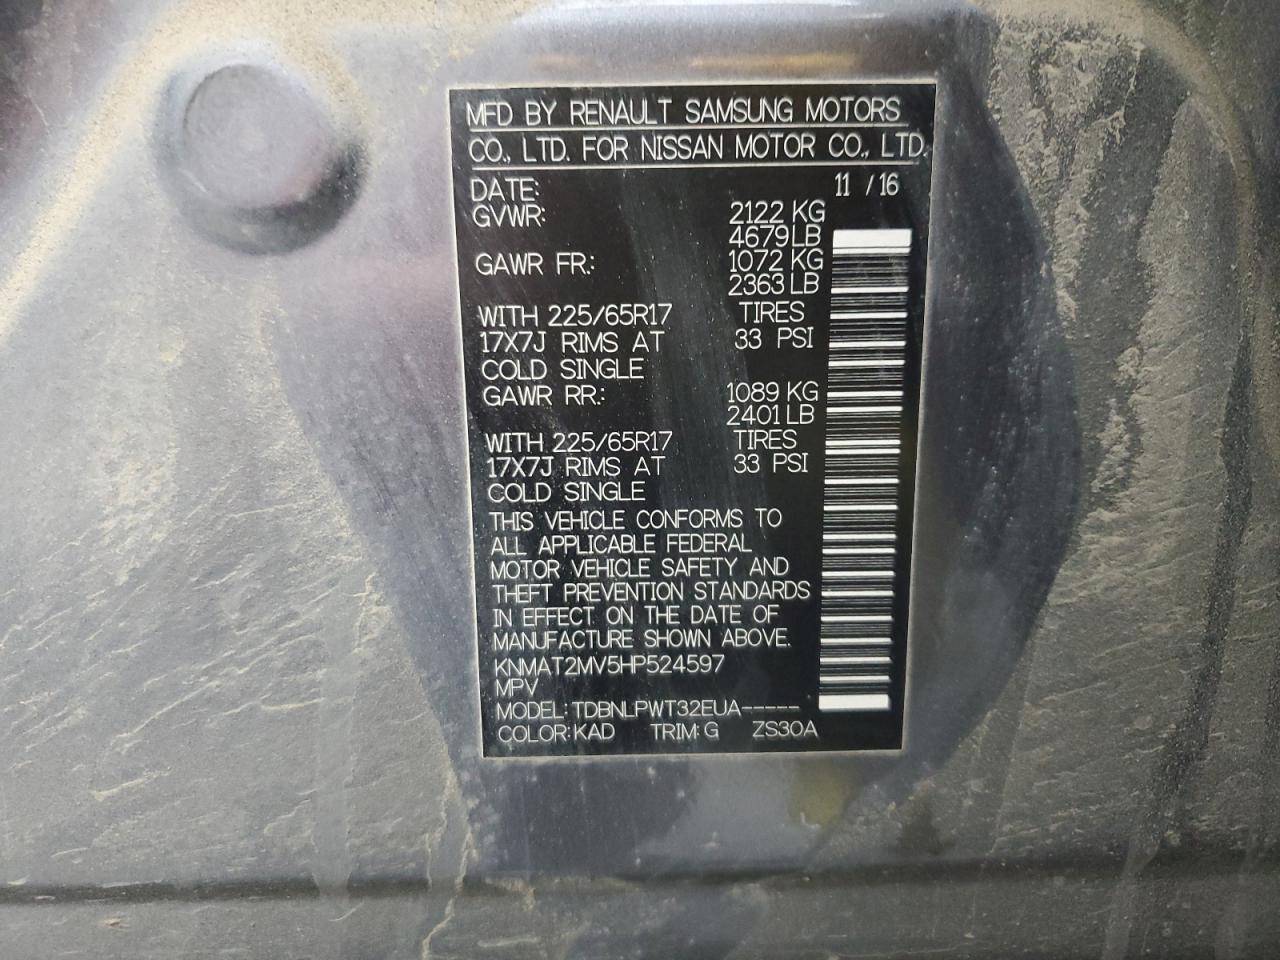 MFD BY RENAULT SAMSUNG MOTORS
CO., LTD. FOR NISSAN MOTOR CO., LTD.
DATE: 11 / 16
GVWR: 2122 KG
4679 LB
GAWR FR.: 1072 KG
2363 LB
WITH 225/65R17 TIRES
17X7J RIMS AT 33 PSI
COLD SINGLE
GAWR RR.: 1089 KG
2401 LB
WITH 225/65R17 TIRES
17X7J RIMS AT 33 PSI
COLD SINGLE
THIS VEHICLE CONFORMS TO
ALL APPLICABLE FEDERAL
MOTOR VEHICLE SAFETY AND
THEFT PREVENTION STANDARDS
IN EFFECT ON THE DATE OF
MANUFACTURE SHOWN ABOVE.
KNMAT2MV5HP524597
MPV
MODEL: TDBNLPWT32EUA-----
COLOR: KAD TRIM: G ZS30A